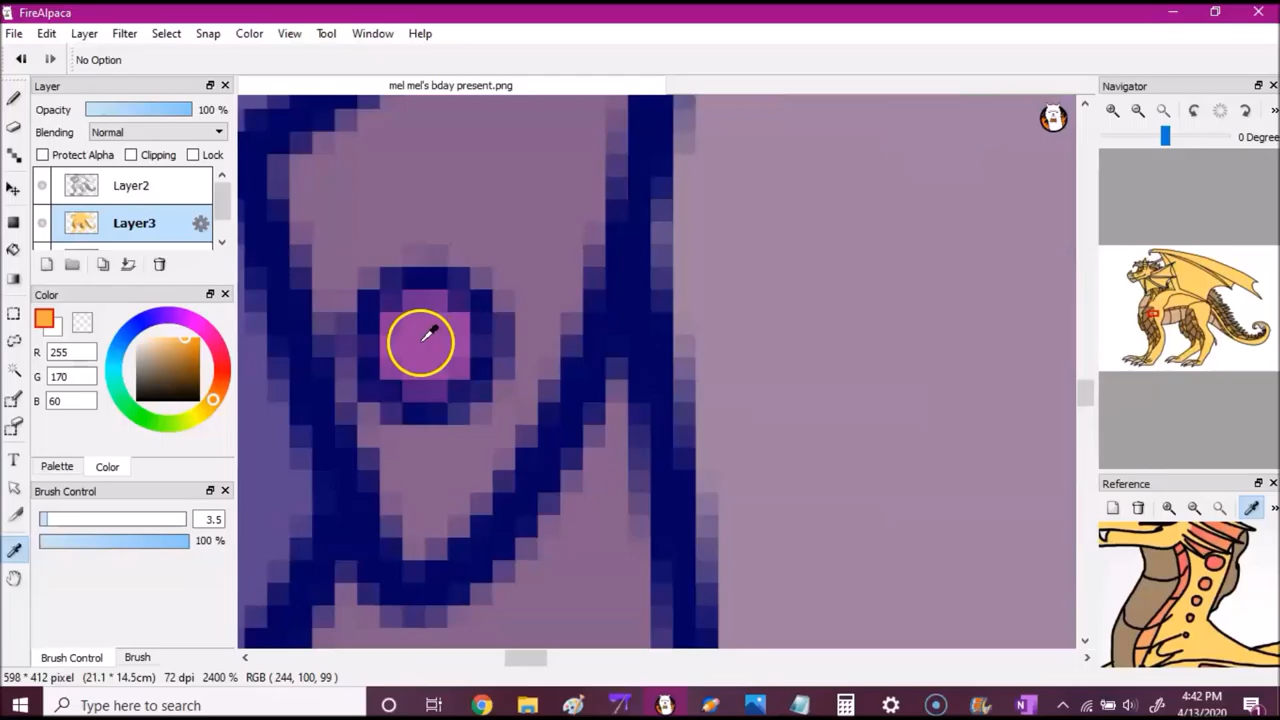 FireAlpaca
File Edit Layer Filter Select Snap Color View Tool Window Help
No Option
Layer
mel mel's bday present.png
Navigator
Opacity 100 %
Blending Normal
0 Degree
Protect Alpha Clipping Lock
Layer2
Layer3
Color
R 255
G 170
B 60
Palette Color
Brush Control
Reference
3.5
100 %
Brush Control Brush
598 * 412 pixel (21.1 * 14.5cm) 72 dpi 2400 % RGB ( 244, 100, 99 )
Type here to search
4:42 PM
4/13/2020